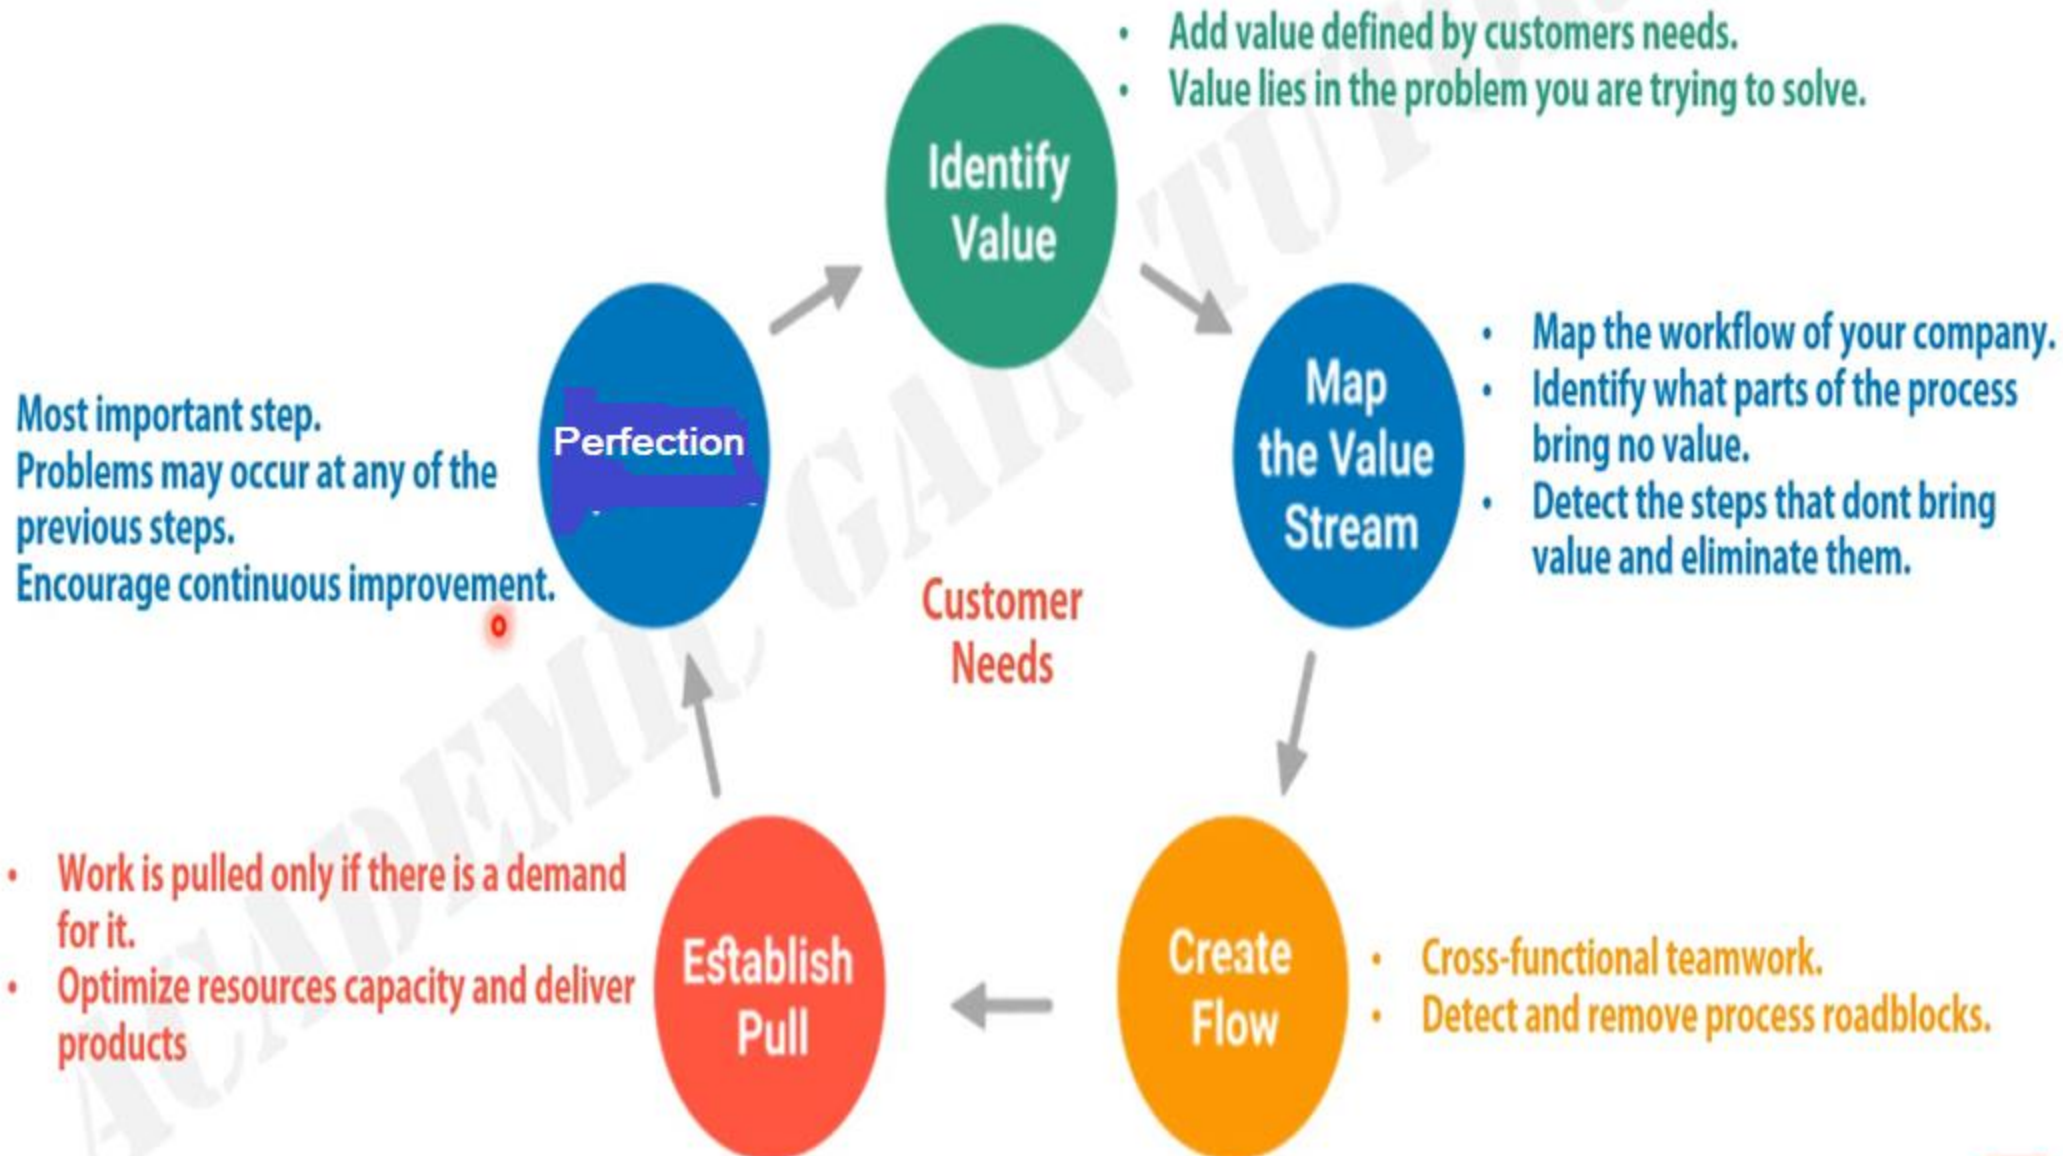 • Add value defined by customers needs.
• Value lies in the problem you are trying to solve.
Identify
Value
• Map the workflow of your company.
• Identify what parts of the process
bring no value.
• Detect the steps that dont bring
value and eliminate them.
Map
the Value
Stream
• Cross-functional teamwork.
• Detect and remove process roadblocks.
Create
Flow
• Work is pulled only if there is a demand
for it.
• Optimize resources capacity and deliver
products
Establish
Pull
Most important step.
Problems may occur at any of the
previous steps.
Encourage continuous improvement.
Perfection
Customer
Needs
ACADEMIC GAIN